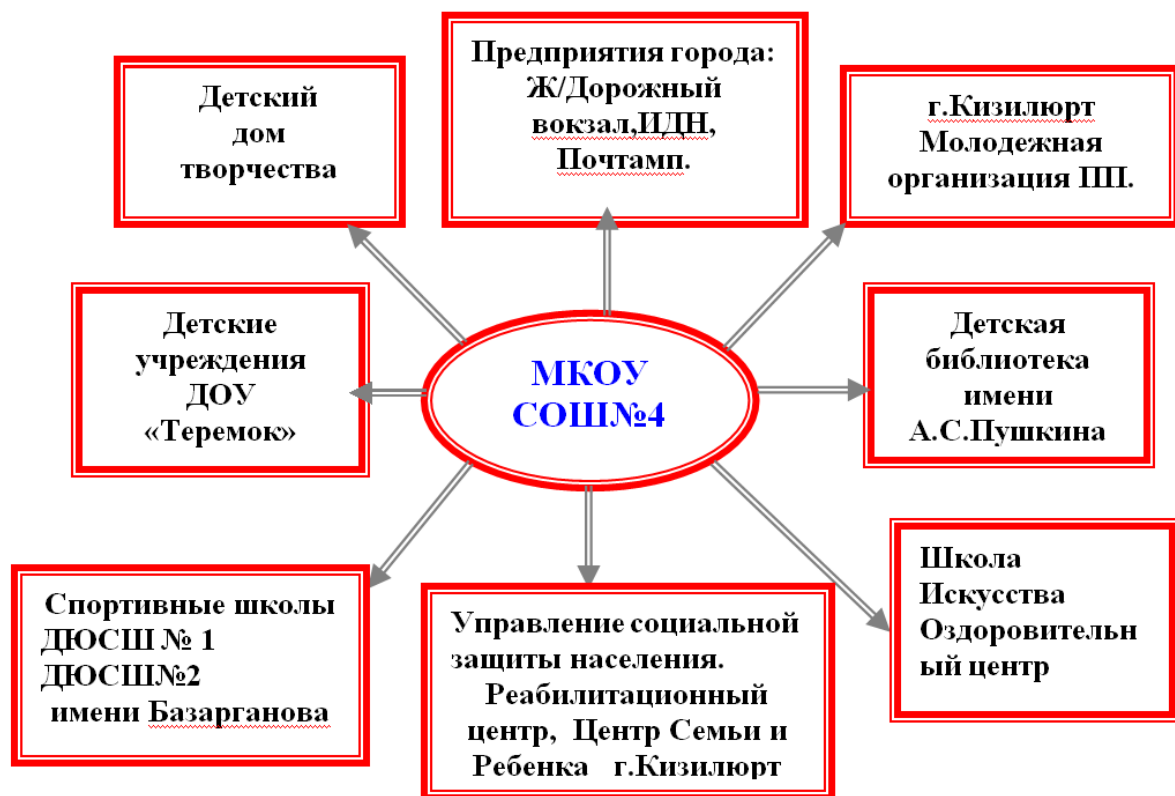 Детский
дом
творчества
Предприятия города:
Ж/Дорожный
вокзал,ИДН,
Почтамп.
г.Кизилюрт
Молодежная
организация ПП.
Детские
учреждения
ДОУ
«Теремок»
МКОУ
СОШ№4
Детская
библиотека
имени
А.С.Пушкина
Спортивные школы
ДЮСШ № 1
ДЮСШ№2
имени Базарганова
Управление социальной
защиты населения.
Реабилитационный
центр, Центр Семьи и
Ребенка г.Кизилюрт
Школа
Искусства
Оздоровительн
ый центр